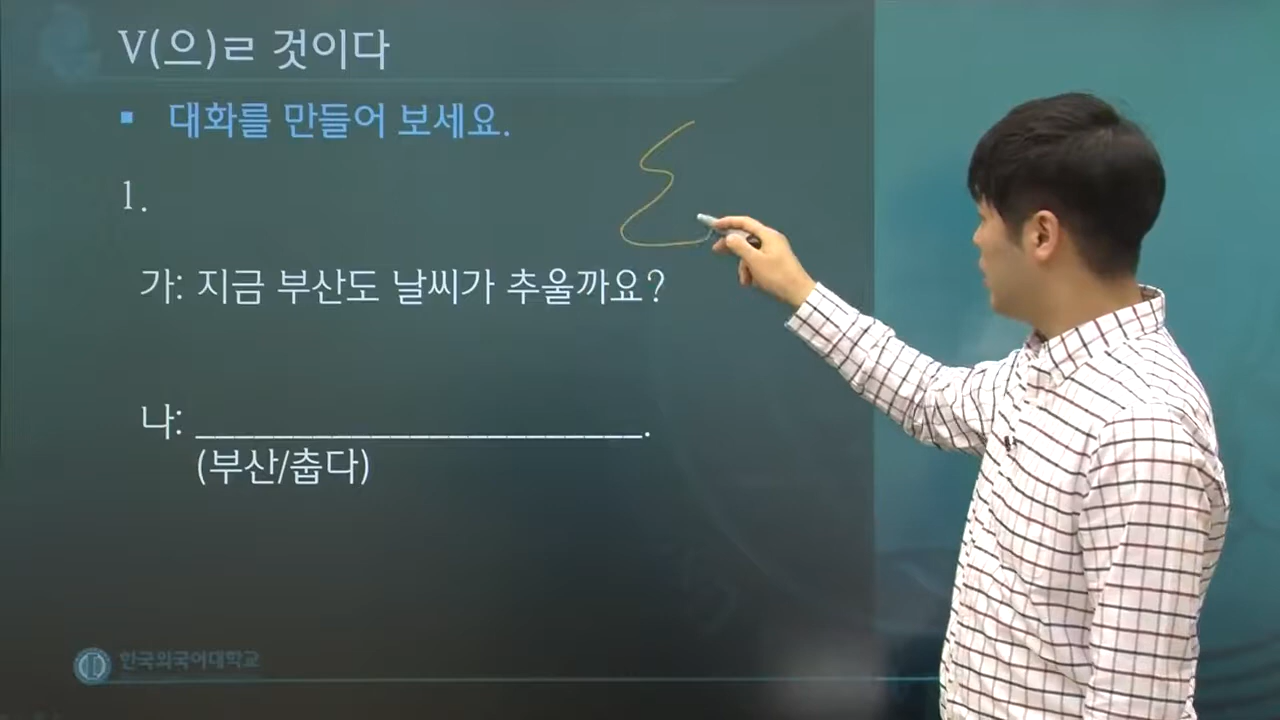 V(으)ㄹ 것이다
▪ 대화를 만들어 보세요.
1.
가: 지금 부산도 날씨가 추울까요?
나: _______________________.
(부산/춥다)
한국외국어대학교